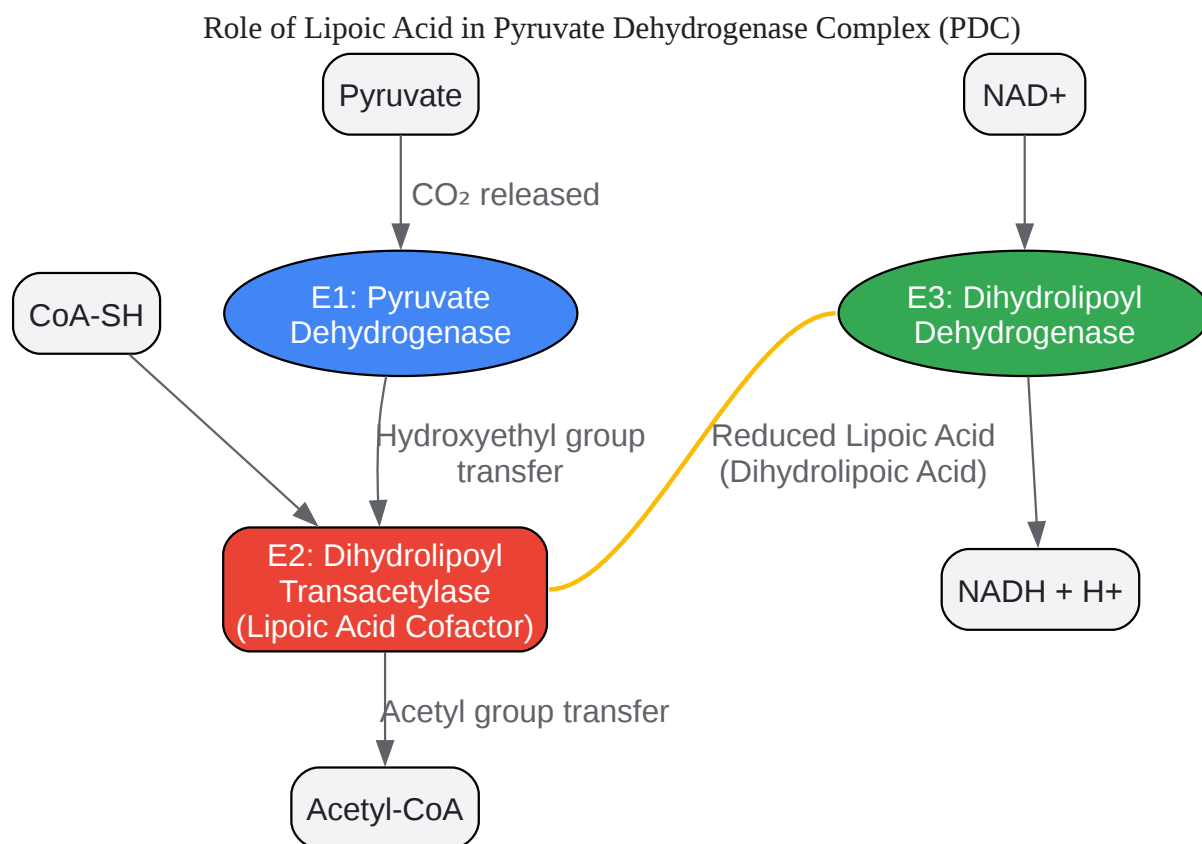 Role of Lipoic Acid in Pyruvate Dehydrogenase Complex (PDC)
Pyruvate
NAD+
CO₂ released
CoA-SH
E1: Pyruvate
Dehydrogenase
E3: Dihydrolipoyl
Dehydrogenase
Hydroxyethyl group
transfer
Reduced Lipoic Acid
(Dihydrolipoic Acid)
E2: Dihydrolipoyl
Transacetylase
(Lipoic Acid Cofactor)
NADH + H+
Acetyl group transfer
Acetyl-CoA